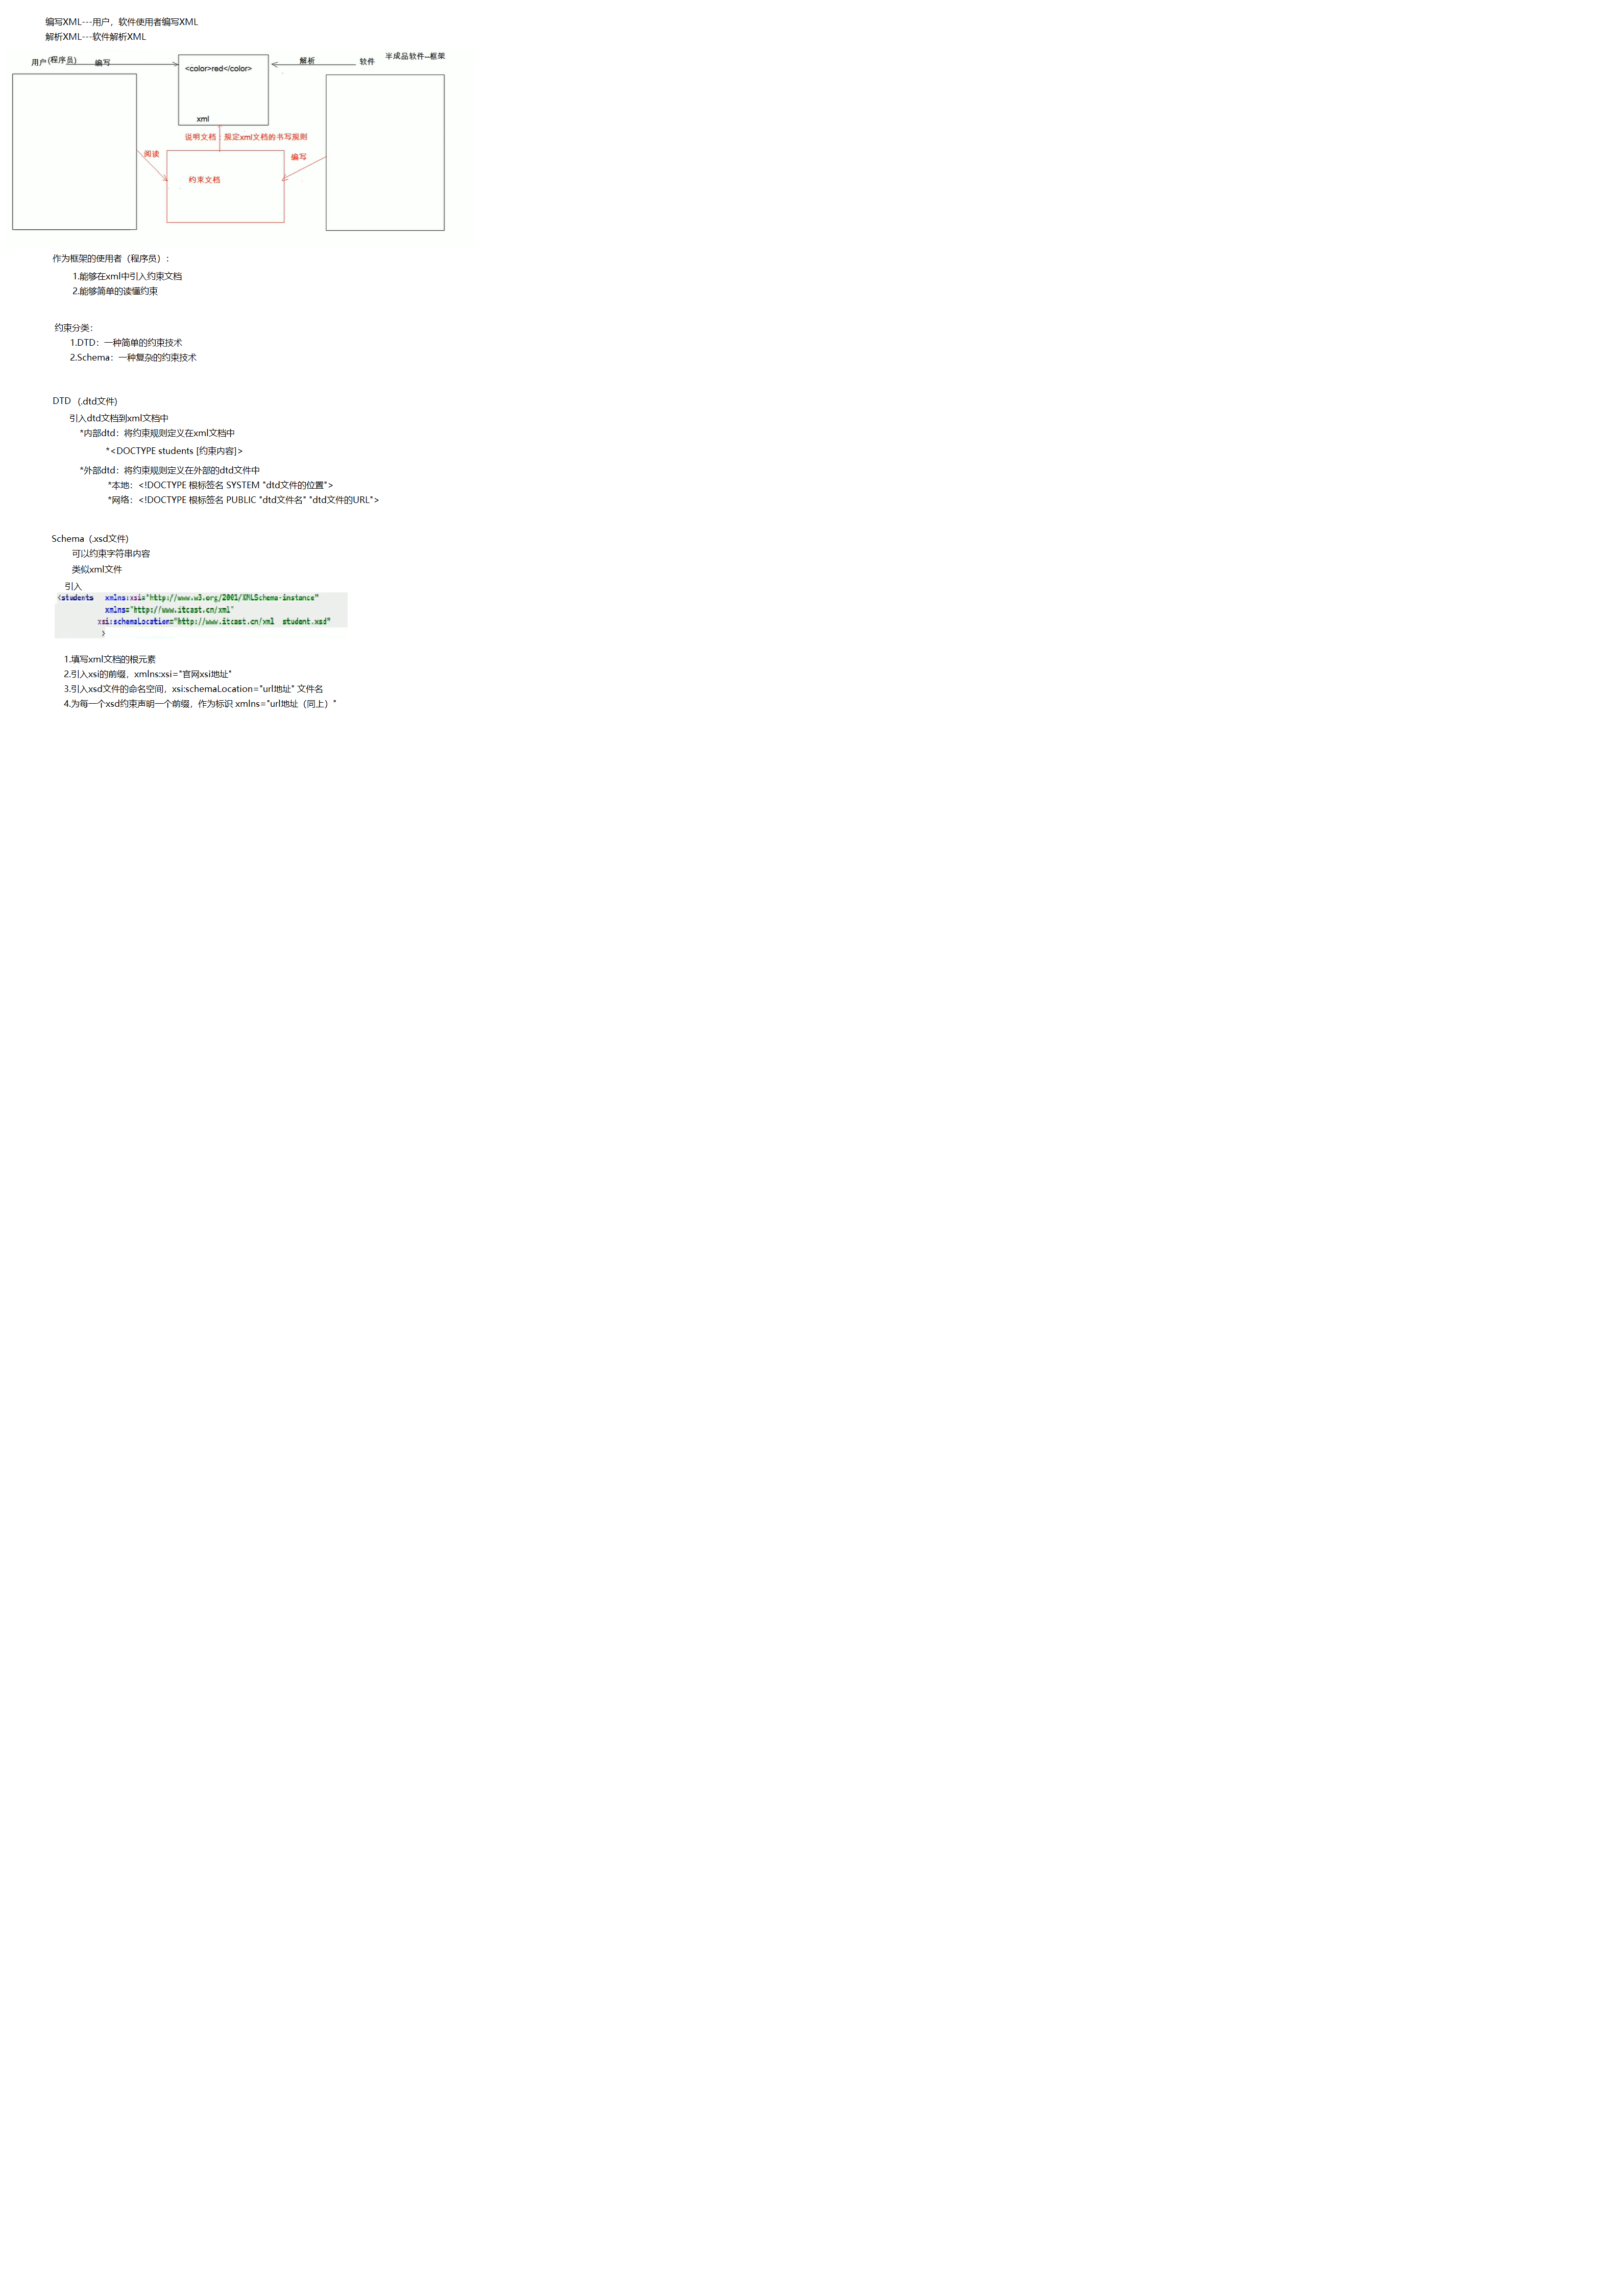 编写XML---用户，软件使用者编写XML
解析XML---软件解析XML
用户(程序员) 编写
<color>red</color>
xml
解析 软件 半成品软件--框架
说明文档：规定xml文档的书写规则
阅读
编写
约束文档
作为框架的使用者（程序员）:
1.能够在xml中引入约束文档
2.能够简单的读懂约束
约束分类:
1.DTD：一种简单的约束技术
2.Schema：一种复杂的约束技术
DTD (.dtd文件)
引入dtd文档到xml文档中
*内部dtd：将约束规则定义在xml文档中
*<DOCTYPE students [约束内容]>
*外部dtd：将约束规则定义在外部的dtd文件中
*本地：<!DOCTYPE 根标签名 SYSTEM "dtd文件的位置">
*网络：<!DOCTYPE 根标签名 PUBLIC "dtd文件名" "dtd文件的URL">
Schema (.xsd文件)
可以约束字符串内容
类似xml文件
引入
<students xmlns:xsi="http://www.w3.org/2001/XMLSchema-instance"
xmlns="http://www.itcast.cn/xml"
xsi:schemaLocation="http://www.itcast.cn/xml student.xsd"
>
1.填写xml文档的根元素
2.引入xsi的前缀，xmlns:xsi="官网xsi地址"
3.引入xsd文件的命名空间，xsi:schemaLocation="url地址" 文件名
4.为每一个xsd约束声明一个前缀，作为标识 xmlns="url地址（同上）"